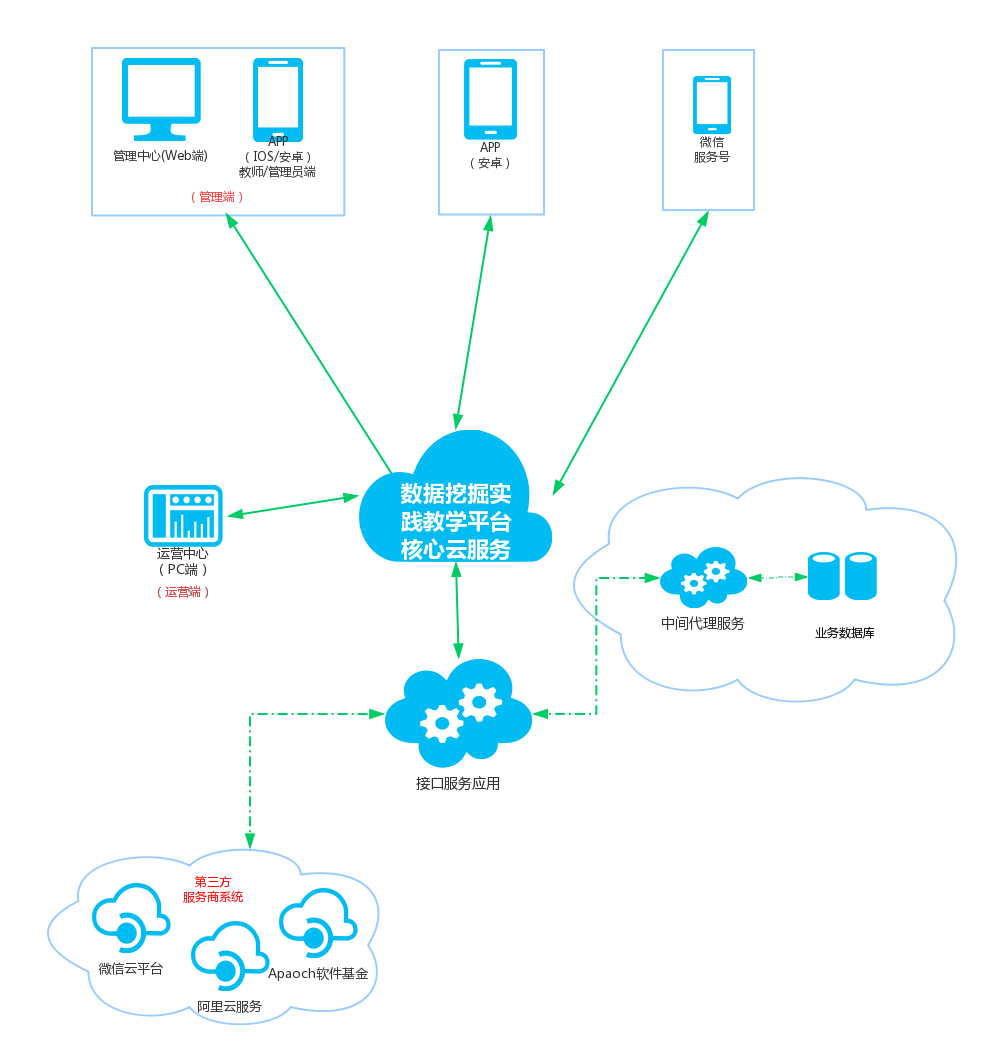 管理中心(Web端)
APP
（IOS/安卓）
教师/管理员端
（管理端）
APP
（安卓）
微信
服务号
数据挖掘实
践教学平台
核心云服务
运营中心
（PC端）
（运营端）
中间代理服务
业务数据库
接口服务应用
第三方
服务商系统
微信云平台
阿里云服务
Apaoch软件基金